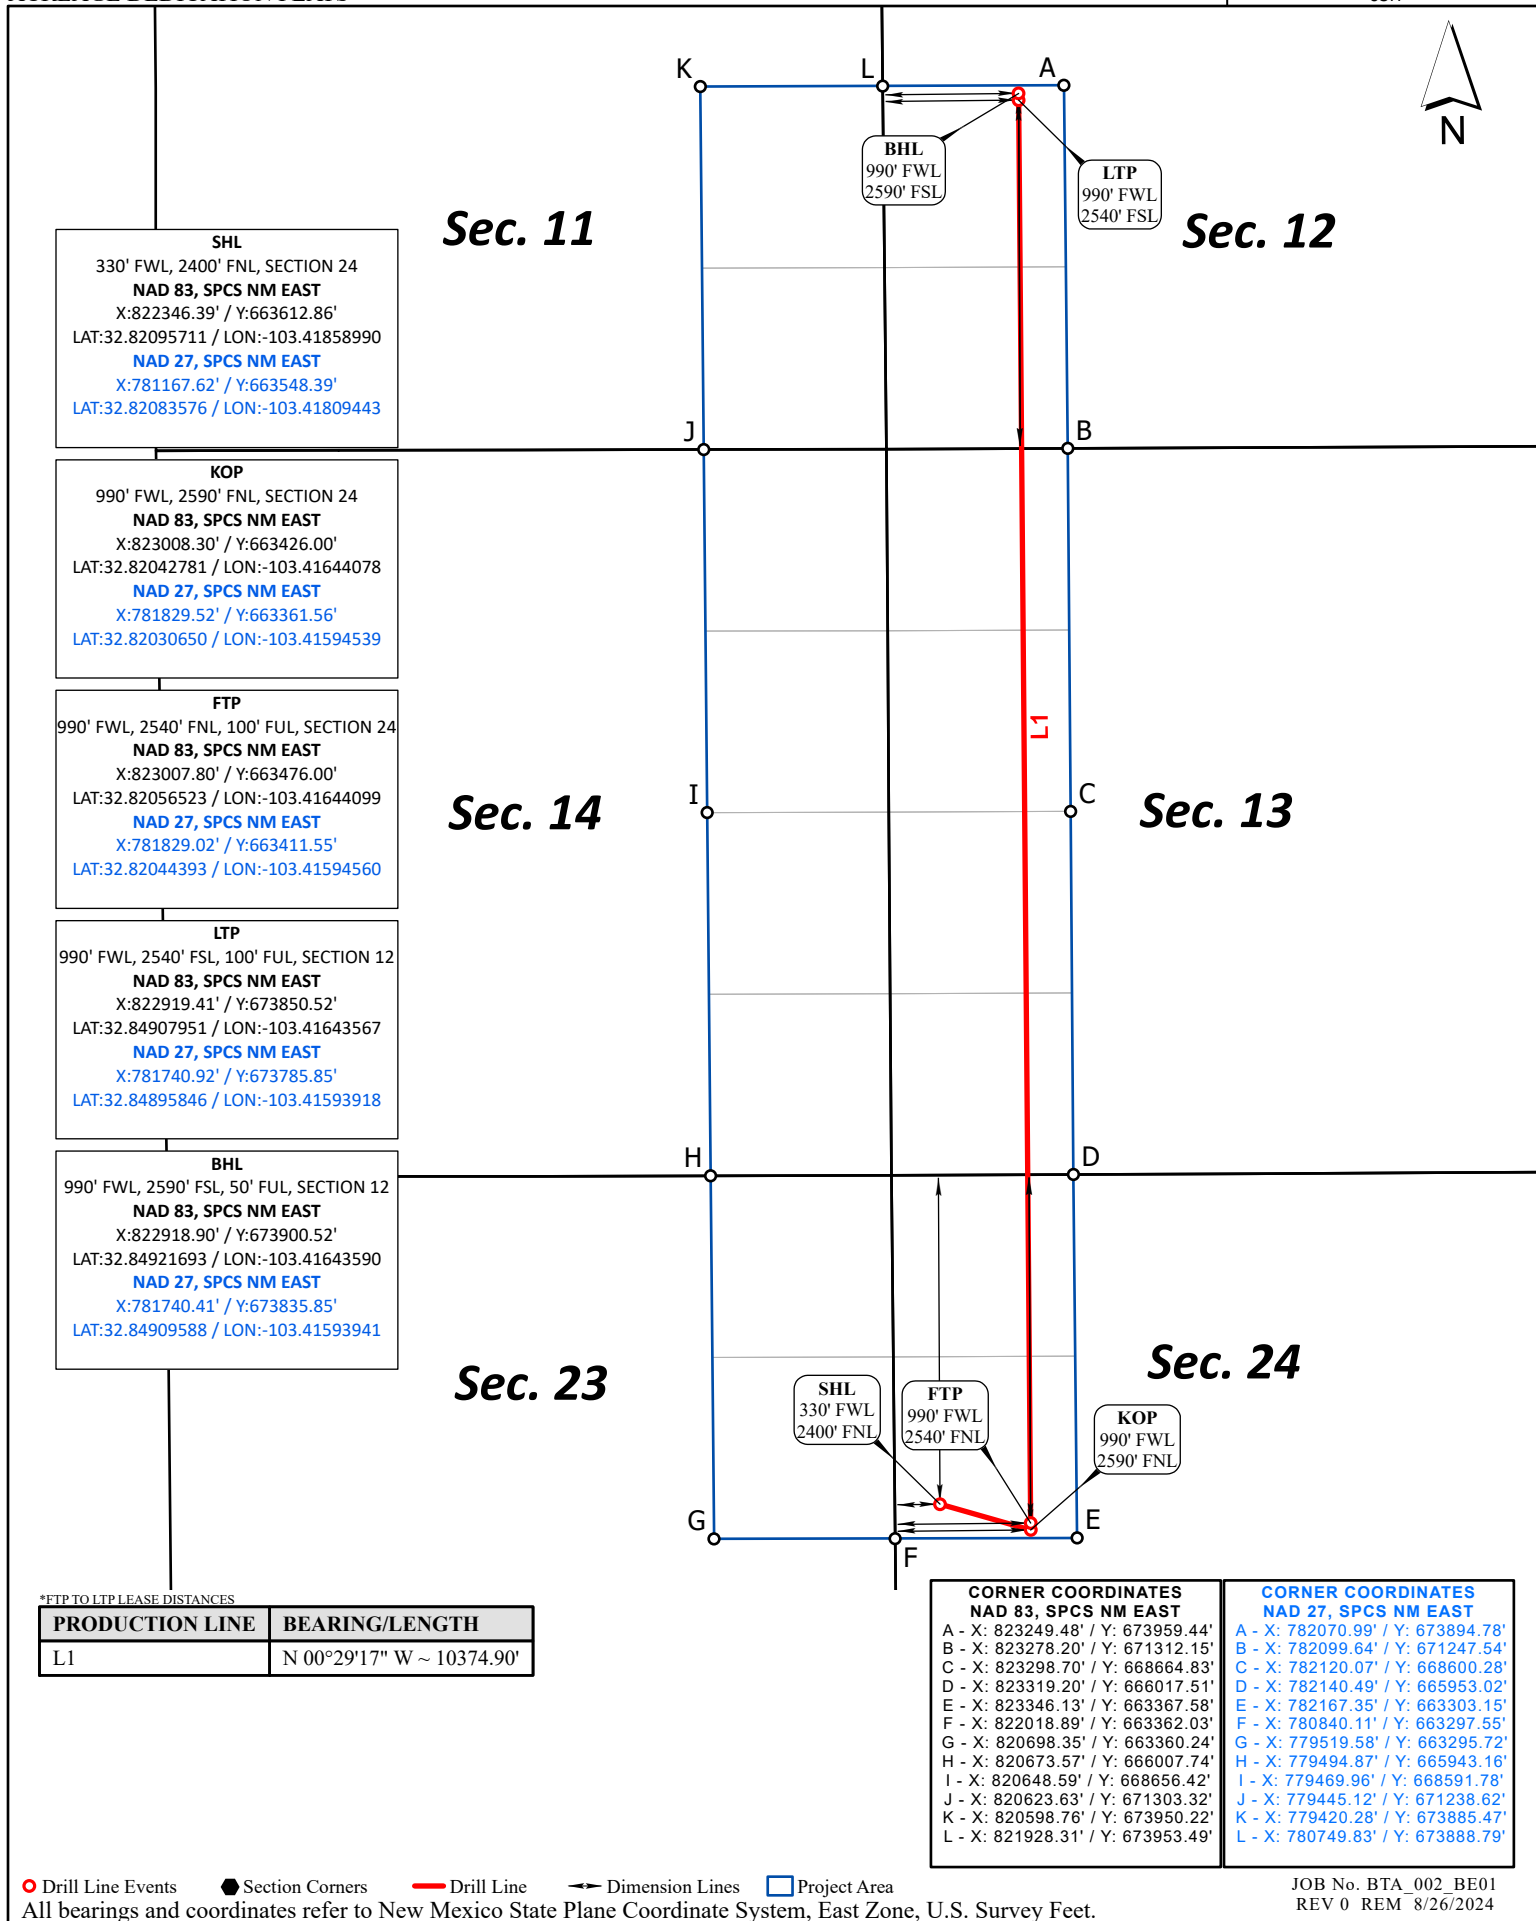 K
L
A
N
BHL
990' FWL
2590' FSL
LTP
990' FWL
2540' FSL
Sec. 11
Sec. 12
SHL
330' FWL, 2400' FNL, SECTION 24
NAD 83, SPCS NM EAST
X:822346.39' / Y:663612.86'
LAT:32.82095711 / LON:-103.41858990
NAD 27, SPCS NM EAST
X:781167.62' / Y:663548.39'
LAT:32.82083576 / LON:-103.41809443
J
B
KOP
990' FWL, 2590' FNL, SECTION 24
NAD 83, SPCS NM EAST
X:823008.30' / Y:663426.00'
LAT:32.82042781 / LON:-103.41644078
NAD 27, SPCS NM EAST
X:781829.52' / Y:663361.56'
LAT:32.82030650 / LON:-103.41594539
FTP
990' FWL, 2540' FNL, 100' FUL, SECTION 24
NAD 83, SPCS NM EAST
X:823007.80' / Y:663476.00'
LAT:32.82056523 / LON:-103.41644099
NAD 27, SPCS NM EAST
X:781829.02' / Y:663411.55'
LAT:32.82044393 / LON:-103.41594560
L1
I
C
Sec. 14
Sec. 13
LTP
990' FWL, 2540' FSL, 100' FUL, SECTION 12
NAD 83, SPCS NM EAST
X:822919.41' / Y:673850.52'
LAT:32.84907951 / LON:-103.41643567
NAD 27, SPCS NM EAST
X:781740.92' / Y:673785.85'
LAT:32.84895846 / LON:-103.41593918
H
D
BHL
990' FWL, 2590' FSL, 50' FUL, SECTION 12
NAD 83, SPCS NM EAST
X:822918.90' / Y:673900.52'
LAT:32.84921693 / LON:-103.41643590
NAD 27, SPCS NM EAST
X:781740.41' / Y:673835.85'
LAT:32.84909588 / LON:-103.41593941
Sec. 23
Sec. 24
SHL
330' FWL
2400' FNL
FTP
990' FWL
2540' FNL
KOP
990' FWL
2590' FNL
G
F
E
*FTP TO LTP LEASE DISTANCES
PRODUCTION LINE BEARING/LENGTH
L1 N 00°29'17" W ~ 10374.90'
CORNER COORDINATES
NAD 83, SPCS NM EAST
A - X: 823249.48' / Y: 673959.44'
B - X: 823278.20' / Y: 671312.15'
C - X: 823298.70' / Y: 668664.83'
D - X: 823319.20' / Y: 666017.51'
E - X: 823346.13' / Y: 663367.58'
F - X: 822018.89' / Y: 663362.03'
G - X: 820698.35' / Y: 663360.24'
H - X: 820673.57' / Y: 666007.74'
I - X: 820648.59' / Y: 668656.42'
J - X: 820623.63' / Y: 671303.32'
K - X: 820598.76' / Y: 673950.22'
L - X: 821928.31' / Y: 673953.49'
CORNER COORDINATES
NAD 27, SPCS NM EAST
A - X: 782070.99' / Y: 673894.78'
B - X: 782099.64' / Y: 671247.54'
C - X: 782120.07' / Y: 668600.28'
D - X: 782140.49' / Y: 665953.02'
E - X: 782167.35' / Y: 663303.15'
F - X: 780840.11' / Y: 663297.55'
G - X: 779519.58' / Y: 663295.72'
H - X: 779494.87' / Y: 665943.16'
I - X: 779469.96' / Y: 668591.78'
J - X: 779445.12' / Y: 671238.62'
K - X: 779420.28' / Y: 673885.47'
L - X: 780749.83' / Y: 673888.79'
Drill Line Events Section Corners Drill Line Dimension Lines Project Area
All bearings and coordinates refer to New Mexico State Plane Coordinate System, East Zone, U.S. Survey Feet.
JOB No. BTA_002_BE01
REV 0 REM 8/26/2024